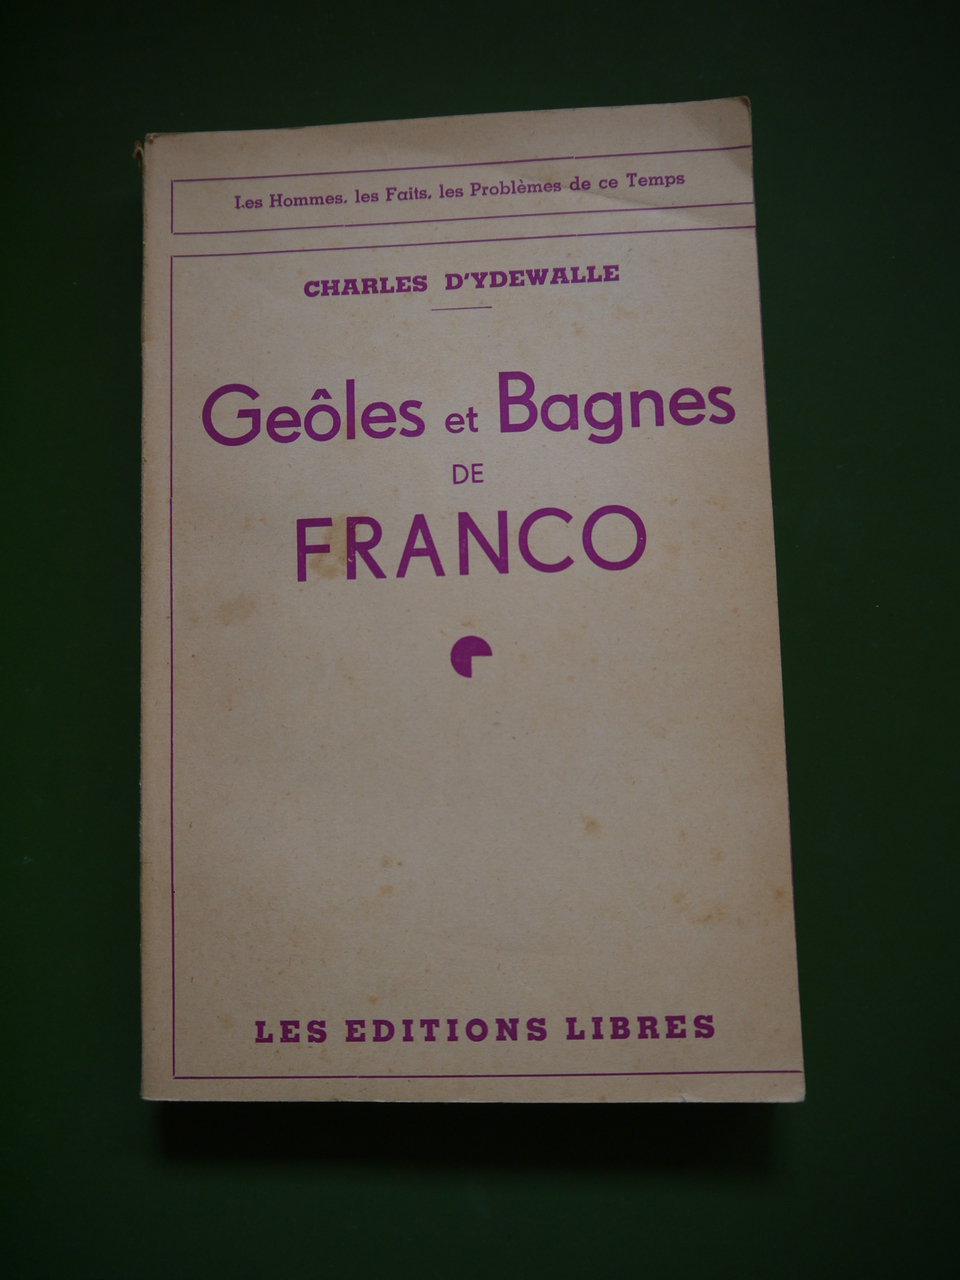 Les Hommes, les Faits, les Problèmes de ce Temps
CHARLES D'YDEWALLE
Geôles et Bagnes
DE
FRANCO
LES EDITIONS LIBRES